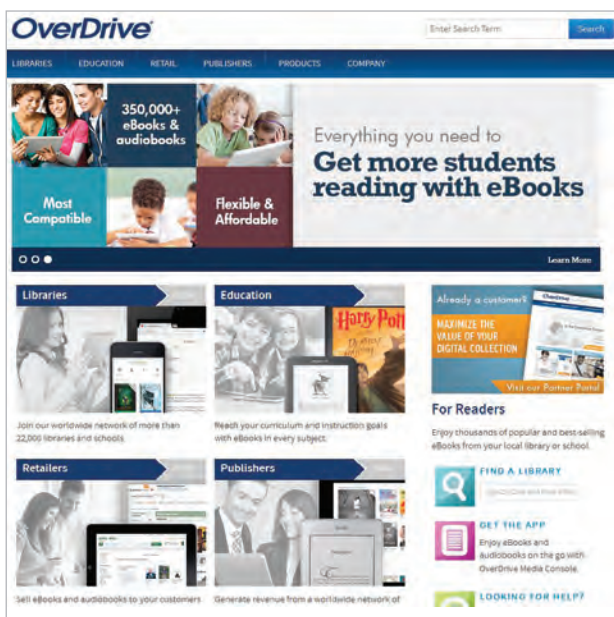 OverDrive
Enter Search Term
Search
LIBRARIES EDUCATION RETAIL PUBLISHERS PRODUCTS COMPANY
350,000+
eBooks &
audiobooks
Most
Compatible
Flexible &
Affordable
Everything you need to
Get more students
reading with eBooks
Learn More
Libraries
Join our worldwide network of more than
22,000 libraries and schools.
Education
Harry Pott
Reach your curriculum and instruction goals
with eBooks in every subject.
Retailers
Sell eBooks and audiobooks to your customers
Publishers
Generate revenue from a worldwide network of
Already a customer?
MAXIMIZE THE
VALUE OF YOUR
DIGITAL COLLECTION
Visit our Partner Portal
For Readers
Enjoy thousands of popular and best-selling
eBooks from your local library or school.
FIND A LIBRARY
GET THE APP
Enjoy eBooks and
audiobooks on the go with
OverDrive Media Console.
LOOKING FOR HELP?